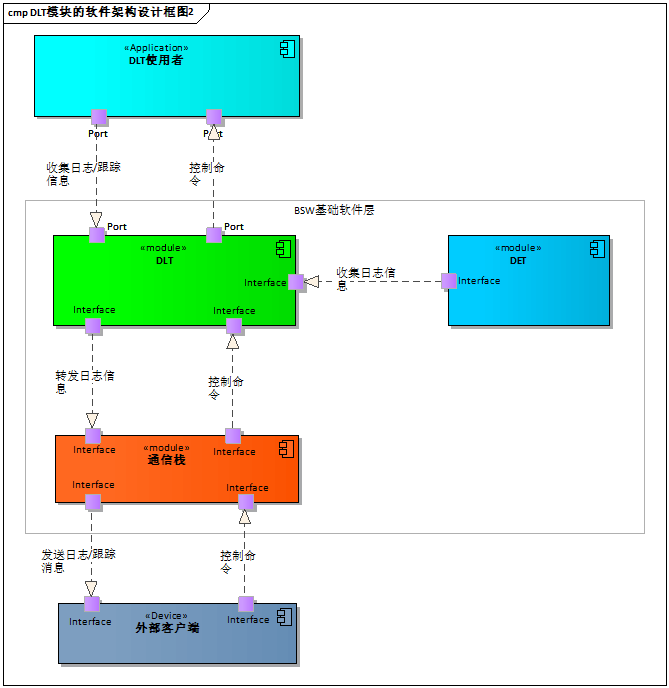 cmp DLT模块的软件架构设计框图2
«Application»
DLT使用者
Port
Port
收集日志/跟踪
信息
控制命
令
BSW基础软件层
Port
Port
«module»
DLT
«module»
DET
Interface
收集日志信
息
Interface
Interface
Interface
转发日志信
息
控制命
令
Interface
«module»
通信栈
Interface
Interface
Interface
发送日志/跟踪
消息
控制命
令
«Device»
外部客户端
Interface
Interface